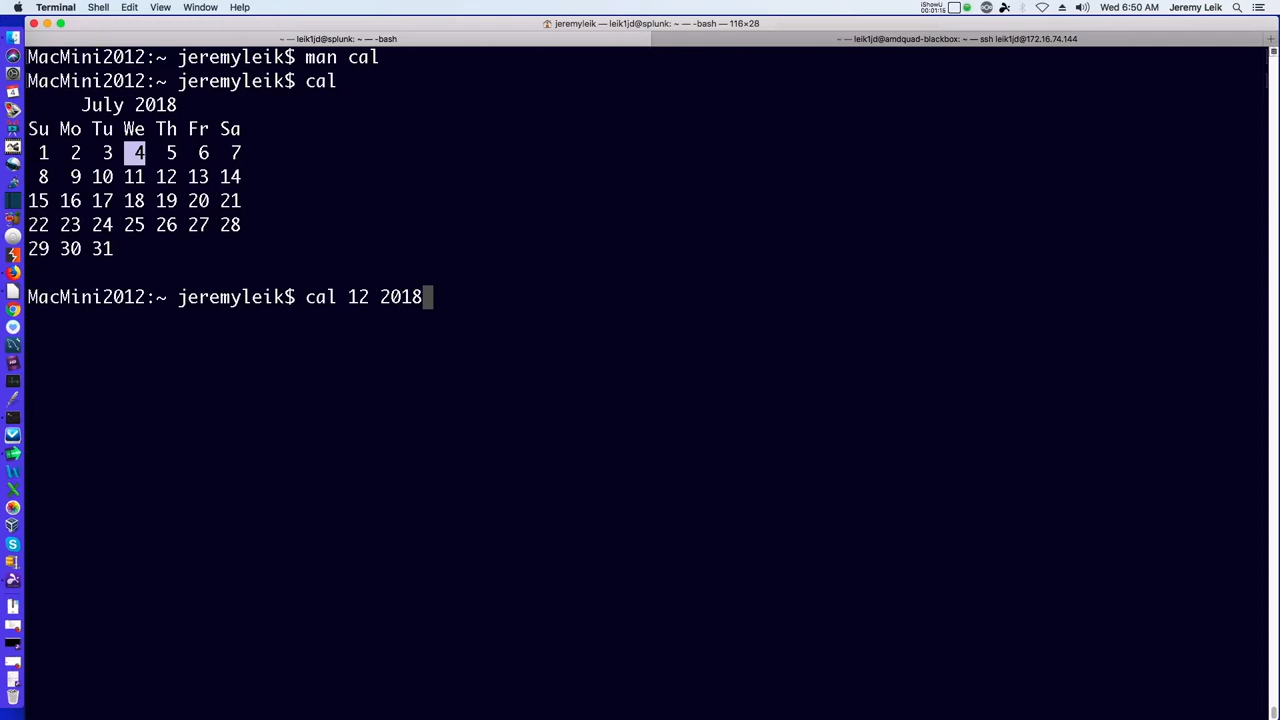 Terminal Shell Edit View Window Help
iShowU
00:01:15
Wed 6:50 AM Jeremy Leik
jeremyleik — leik1jd@splunk: ~ — -bash — 116×28
~ — leik1jd@splunk: ~ — -bash
~ — leik1jd@amdquad-blackbox: ~ — ssh leik1jd@172.16.74.144
MacMini2012:~ jeremyleik$ man cal
MacMini2012:~ jeremyleik$ cal
July 2018
Su Mo Tu We Th Fr Sa
1 2 3 4 5 6 7
8 9 10 11 12 13 14
15 16 17 18 19 20 21
22 23 24 25 26 27 28
29 30 31
MacMini2012:~ jeremyleik$ cal 12 2018